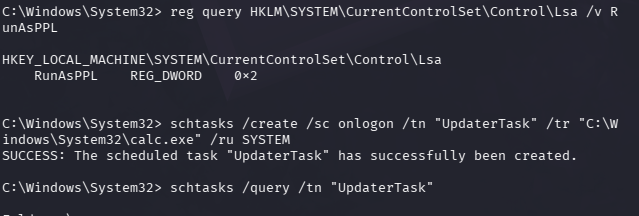 C:\Windows\System32> reg query HKLM\SYSTEM\CurrentControlSet\Control\Lsa /v R
unAsPPL
HKEY_LOCAL_MACHINE\SYSTEM\CurrentControlSet\Control\Lsa
RunAsPPL    REG_DWORD    0×2
C:\Windows\System32> schtasks /create /sc onlogon /tn "UpdaterTask" /tr "C:\W
indows\System32\calc.exe" /ru SYSTEM
SUCCESS: The scheduled task "UpdaterTask" has successfully been created.
C:\Windows\System32> schtasks /query /tn "UpdaterTask"